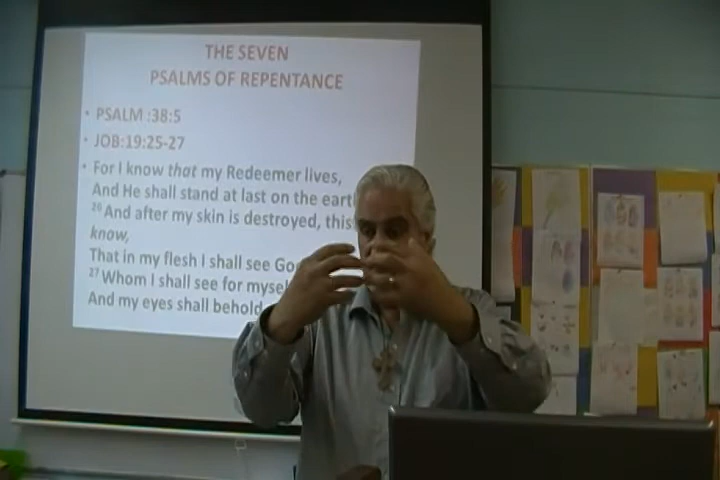 THE SEVEN
PSALMS OF REPENTANCE
• PSALM :38:5
• JOB:19:25-27
• For I know that my Redeemer lives,
And He shall stand at last on the
26 And after my skin is destroyed, this
know,
That in my flesh I shall see
27 Whom I shall see for
And my eyes shall behold